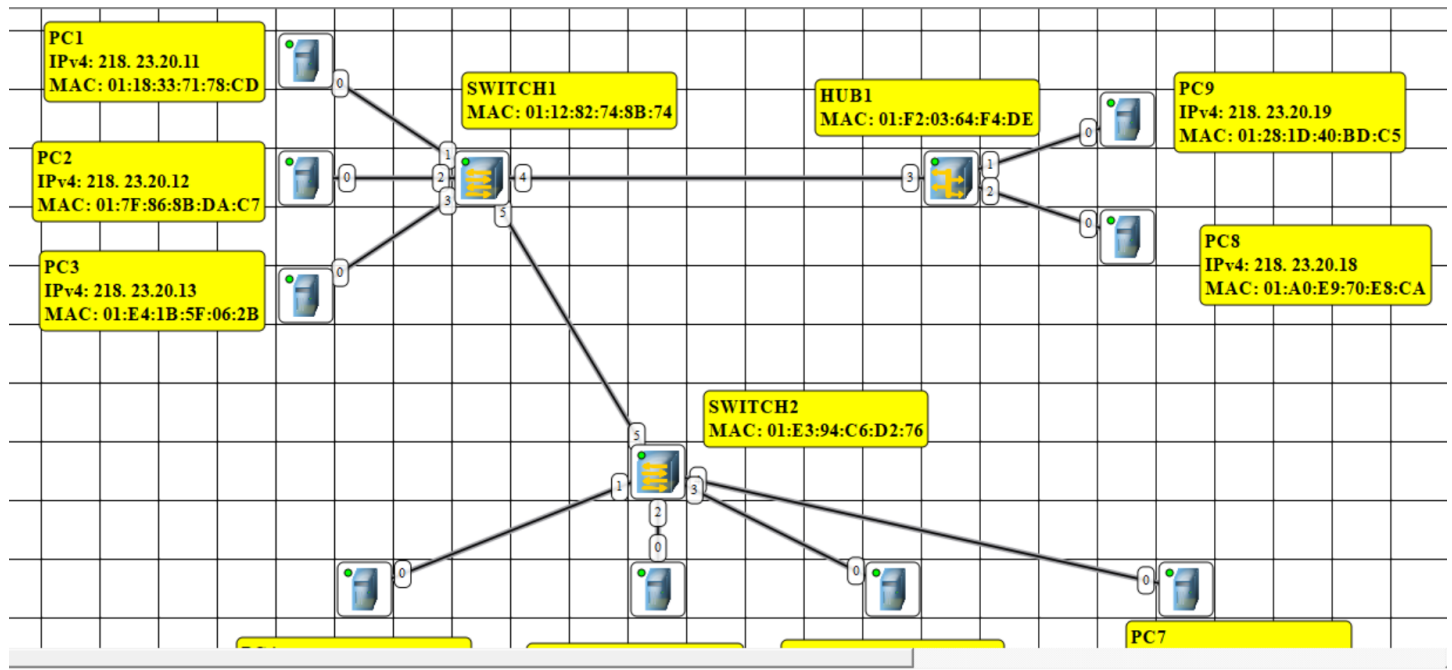 PC1
IPv4: 218. 23.20.11
MAC: 01:18:33:71:78:CD
0
SWITCH1
MAC: 01:12:82:74:8B:74
HUB1
MAC: 01:F2:03:64:F4:DE
PC9
IPv4: 218. 23.20.19
MAC: 01:28:1D:40:BD:C5
0
PC2
IPv4: 218. 23.20.12
MAC: 01:7F:86:8B:DA:C7
0
1
2
3
4
5
3
1
2
0
PC8
IPv4: 218. 23.20.18
MAC: 01:A0:E9:70:E8:CA
PC3
IPv4: 218. 23.20.13
MAC: 01:E4:1B:5F:06:2B
0
SWITCH2
MAC: 01:E3:94:C6:D2:76
5
1
2
3
0
0
0
0
PC7